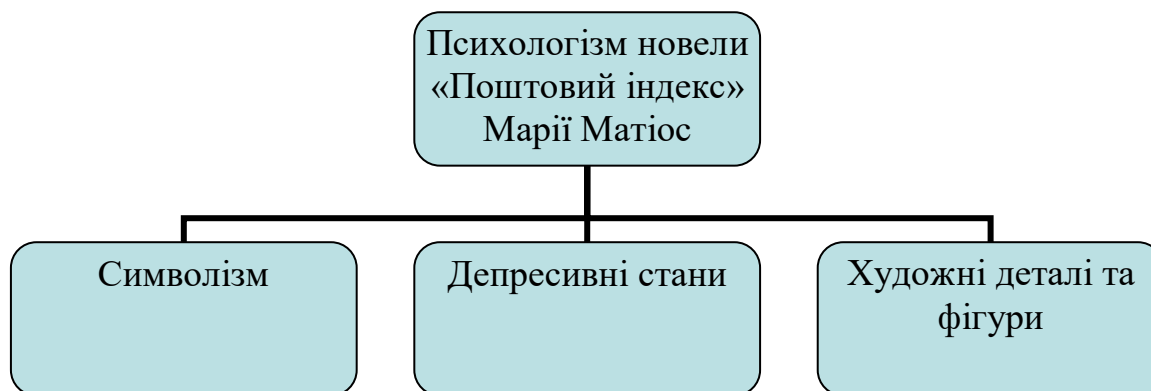 Психологізм новели
«Поштовий індекс»
Марії Матіос
Символізм
Депресивні стани
Художні деталі та
фігури